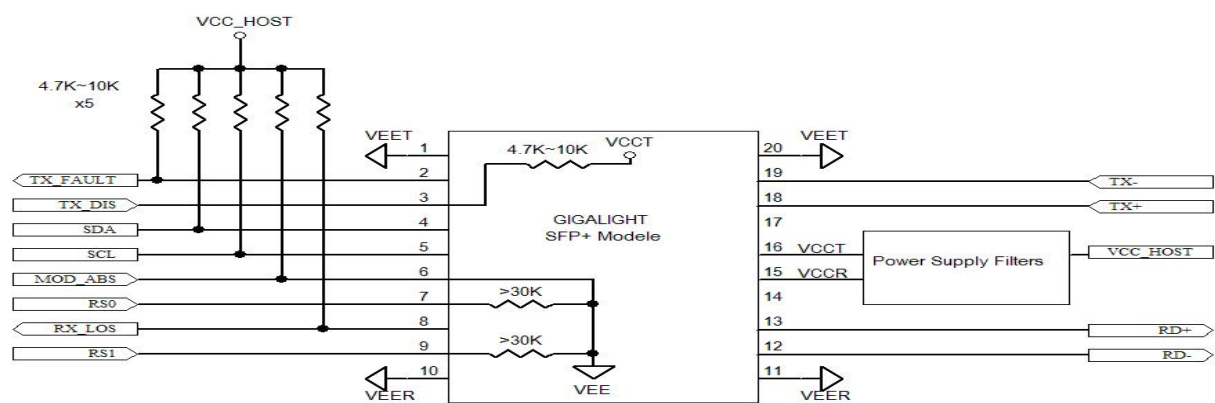 VCC_HOST
4.7K~10K
x5
VEET
1
2
3
4
5
6
7
8
9
10
VEER
TX_FAULT
TX_DIS
SDA
SCL
MOD_ABS
RS0
RX_LOS
RS1
4.7K~10K
VCCT
GIGALIGHT
SFP+ Modele
>30K
>30K
VEE
20
19
18
17
16
15
14
13
12
11
VEET
VCCT
VCCR
Power Supply Filters
VEER
TX-
TX+
VCC_HOST
RD+
RD-